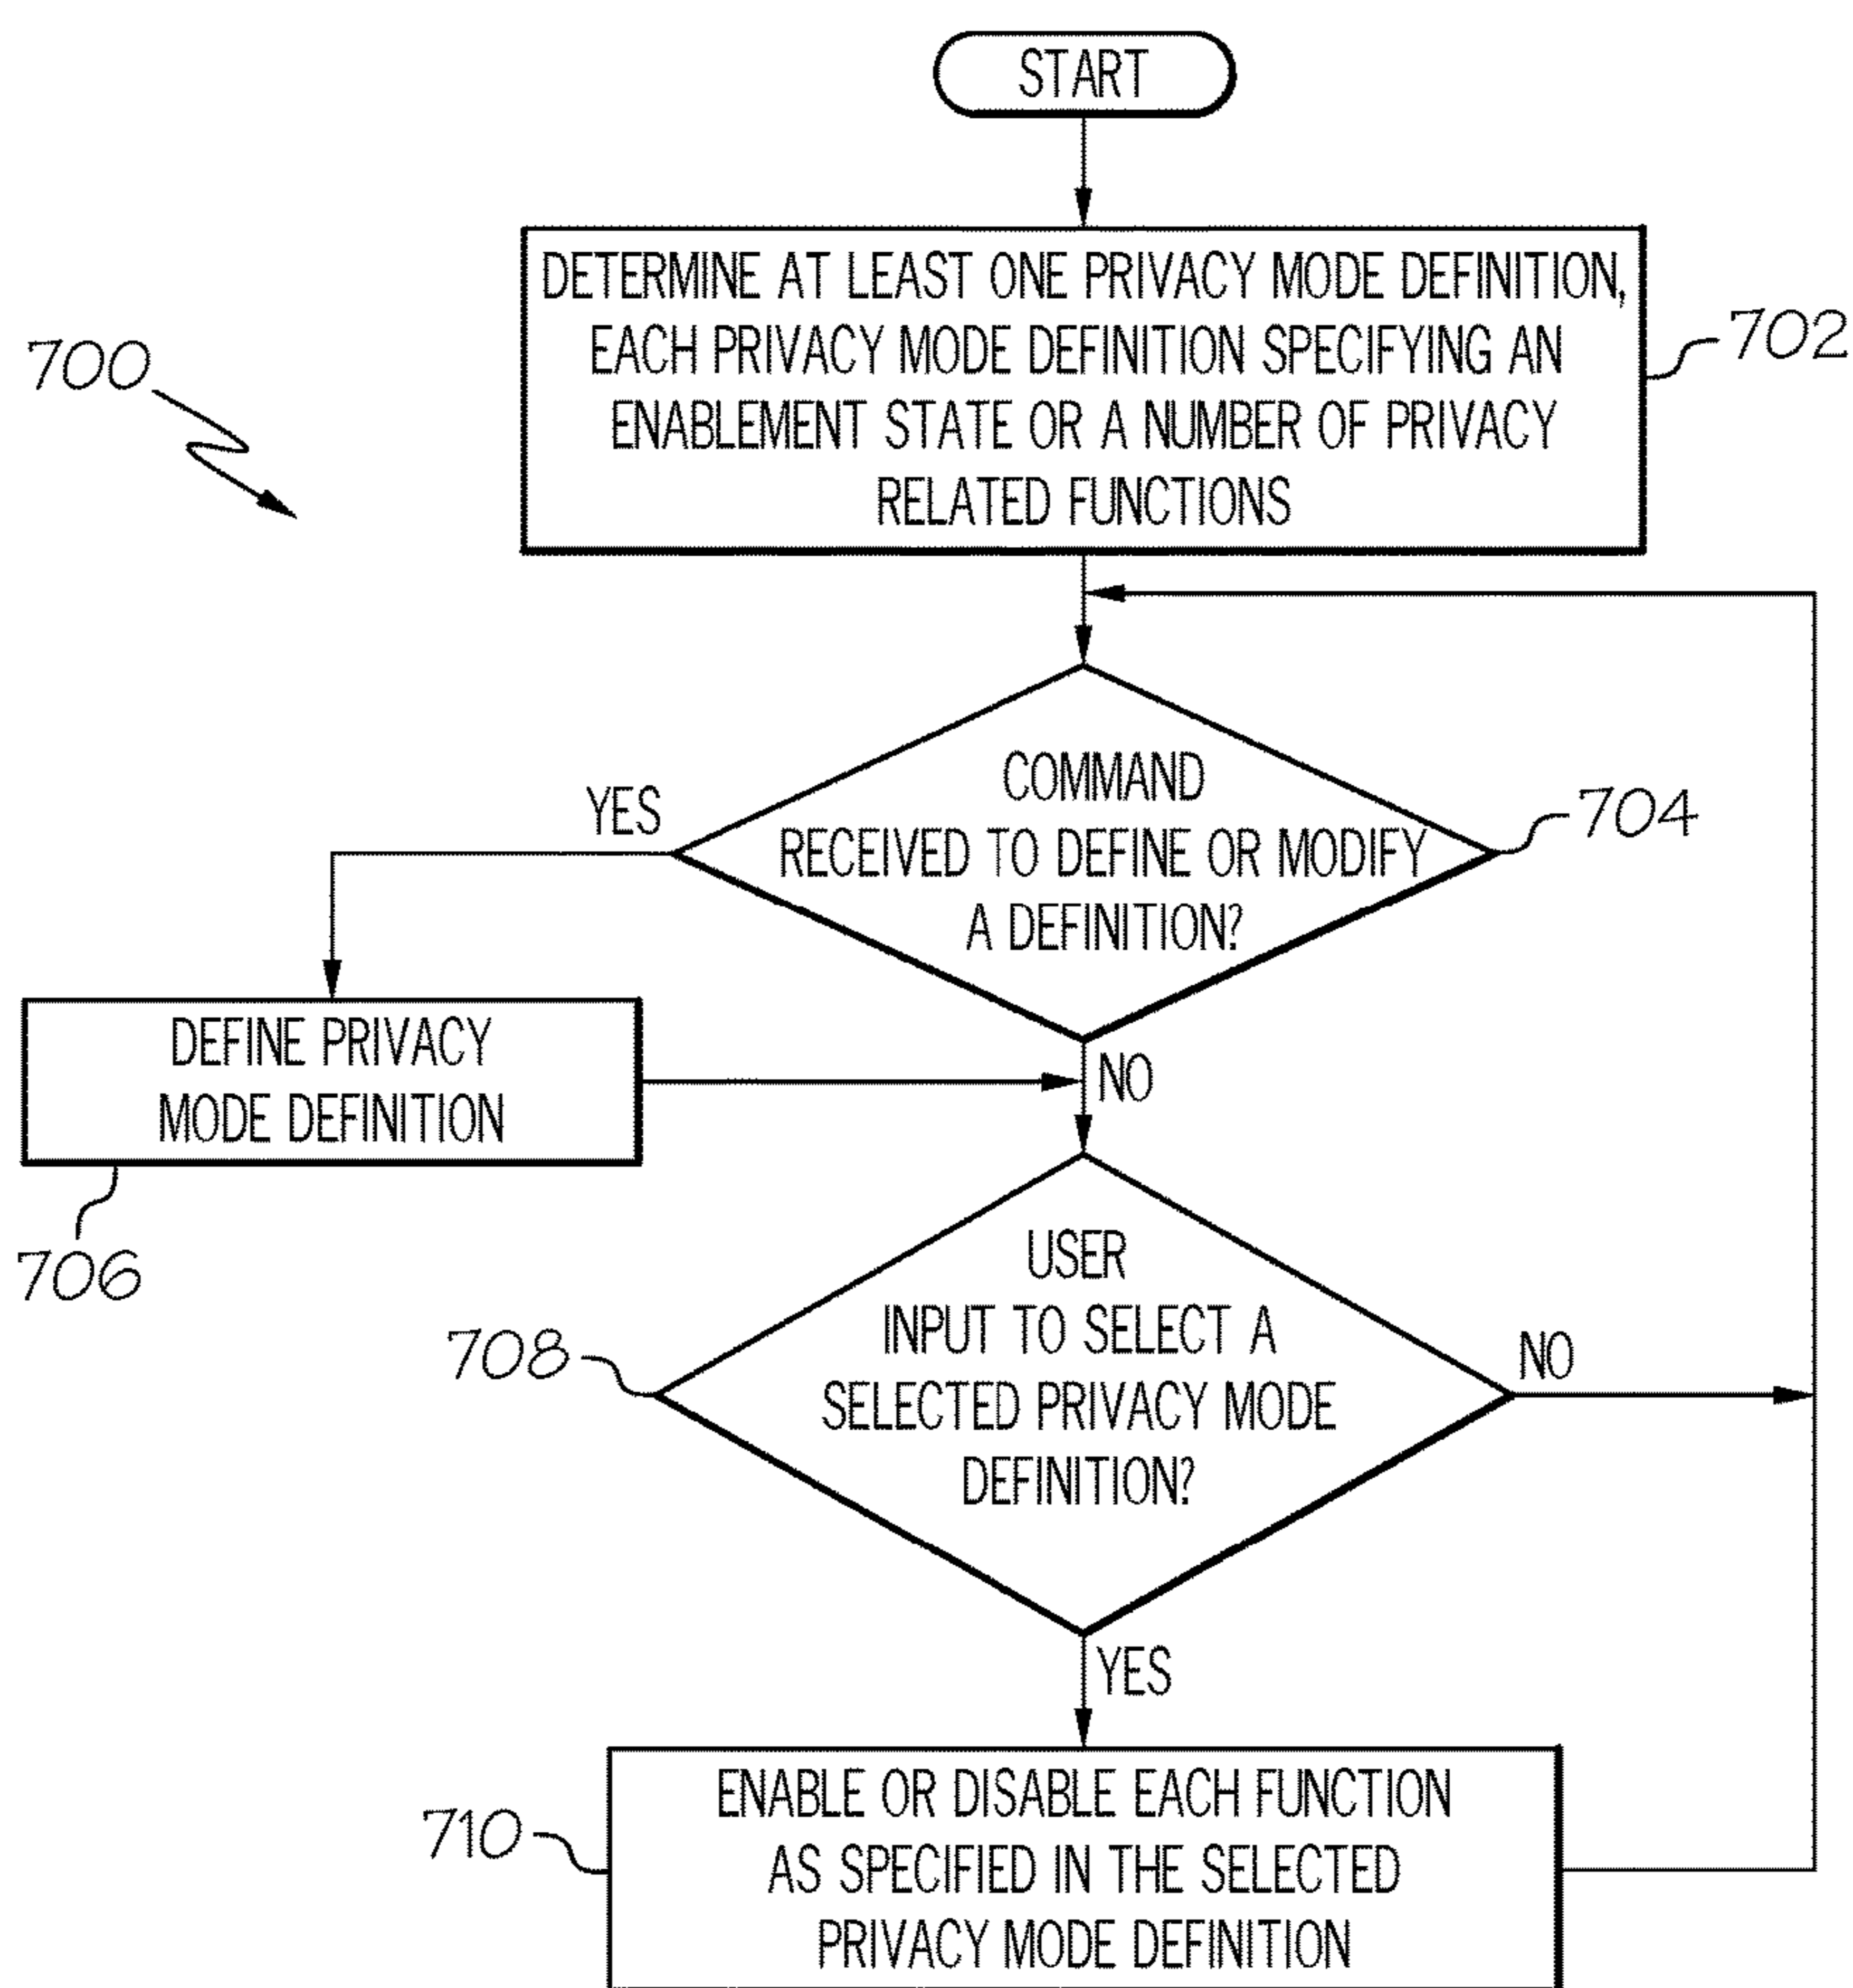 START
DETERMINE AT LEAST ONE PRIVACY MODE DEFINITION,
EACH PRIVACY MODE DEFINITION SPECIFYING AN
ENABLEMENT STATE OR A NUMBER OF PRIVACY
RELATED FUNCTIONS
702
700
COMMAND
RECEIVED TO DEFINE OR MODIFY
A DEFINITION?
704
YES
NO
DEFINE PRIVACY
MODE DEFINITION
706
USER
INPUT TO SELECT A
SELECTED PRIVACY MODE
DEFINITION?
708
NO
YES
ENABLE OR DISABLE EACH FUNCTION
AS SPECIFIED IN THE SELECTED
PRIVACY MODE DEFINITION
710